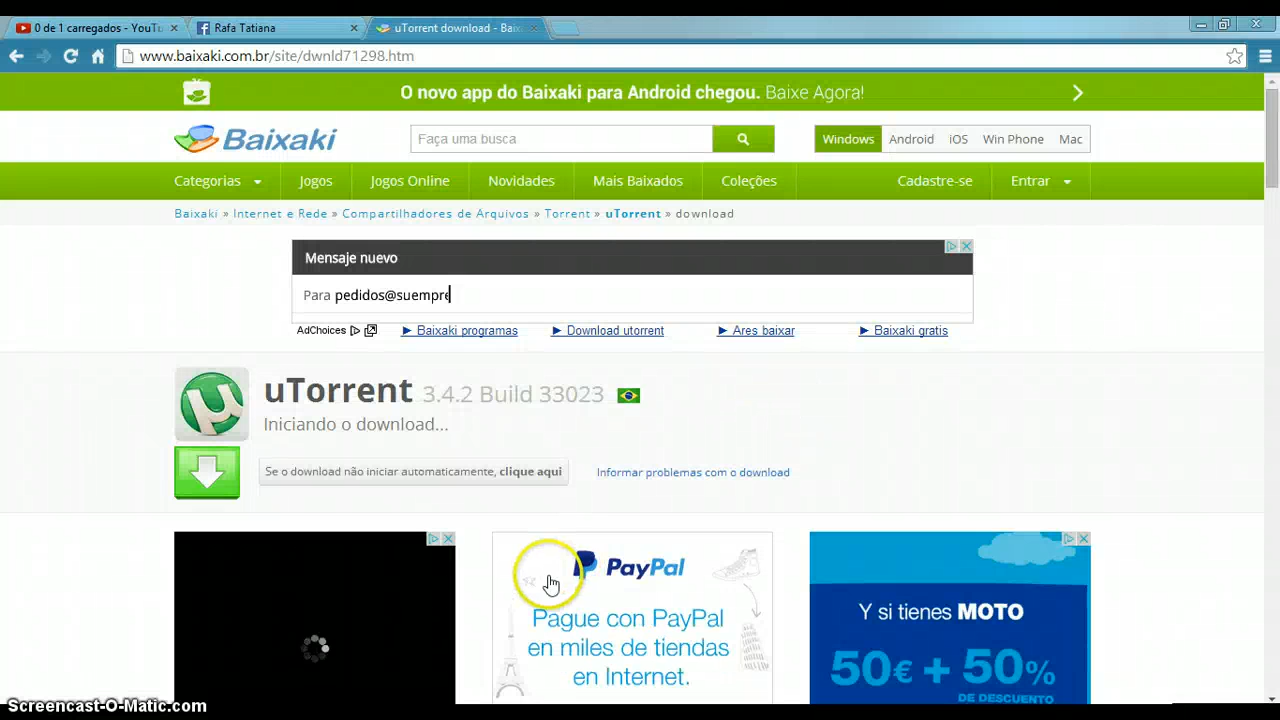 0 de 1 carregados - YouTu
Rafa Tatiana
uTorrent download - Baix
www.baixaki.com.br/site/dwnld71298.htm
O novo app do Baixaki para Android chegou. Baixe Agora!
Baixaki
Faça uma busca
Windows Android iOS Win Phone Mac
Categorias Jogos Jogos Online Novidades Mais Baixados Coleções Cadastre-se Entrar
Baixaki » Internet e Rede » Compartilhadores de Arquivos » Torrent » uTorrent » download
Mensaje nuevo
Para pedidos@suempre
AdChoices ► Baixaki programas ► Download utorrent ► Ares baixar ► Baixaki gratis
uTorrent 3.4.2 Build 33023
Iniciando o download...
Se o download não iniciar automaticamente, clique aqui
Informar problemas com o download
PayPal
Pague con PayPal
en miles de tiendas
en Internet.
Y si tienes MOTO
50€ + 50%
DE DESCUENTO
Screencast-O-Matic.com